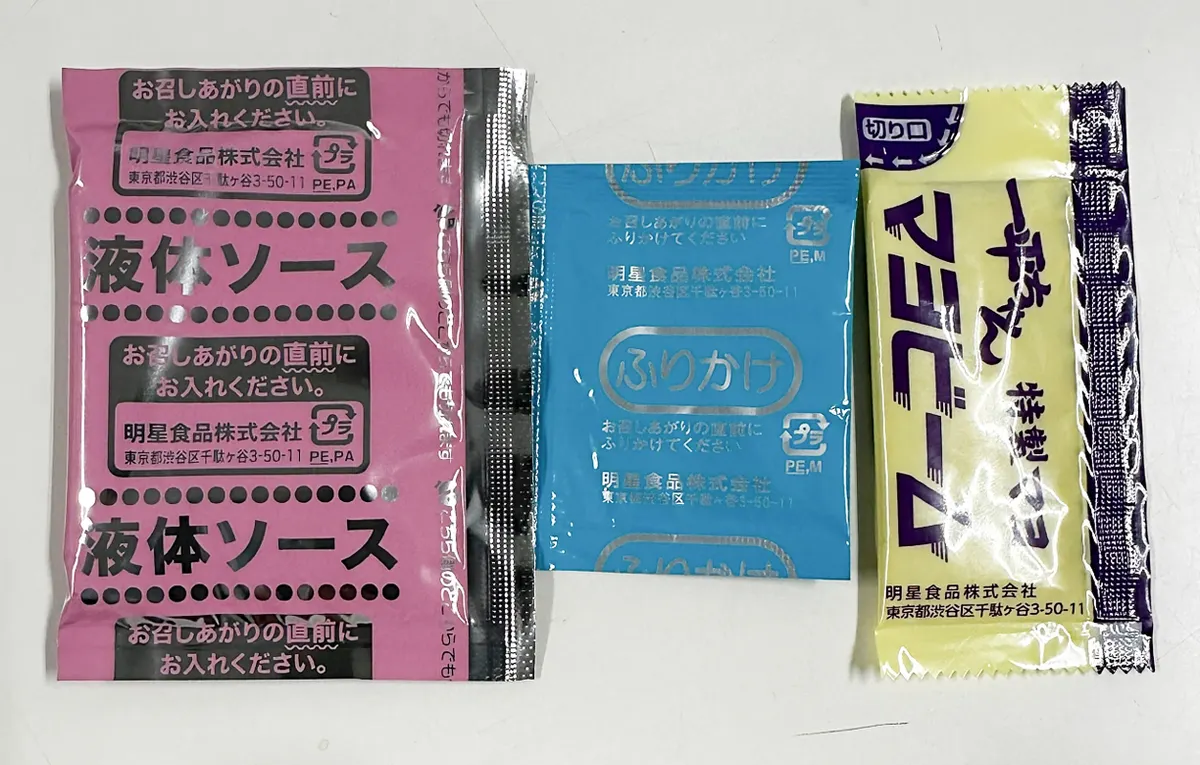 お召しあがりの直前に
お入れください。
明星食品株式会社
プラ
東京都渋谷区千駄ヶ谷3-50-11 PE,PA
液体ソース
お召しあがりの直前に
お入れください。
明星食品株式会社
プラ
東京都渋谷区千駄ヶ谷3-50-11 PE,PA
液体ソース
お召しあがりの直前に
お入れください。
ふりかけ
お召しあがりの直前に
ふりかけてください
プラ
PE,M
明星食品株式会社
東京都渋谷区千駄ヶ谷3-50-11
ふりかけ
お召しあがりの直前に
ふりかけてください
プラ
PE,M
明星食品株式会社
東京都渋谷区千駄ヶ谷3-50-11
ふりかけ
切り口
一平ちゃん
特製マヨ
マヨビーム
明星食品株式会社
東京都渋谷区千駄ヶ谷3-50-11